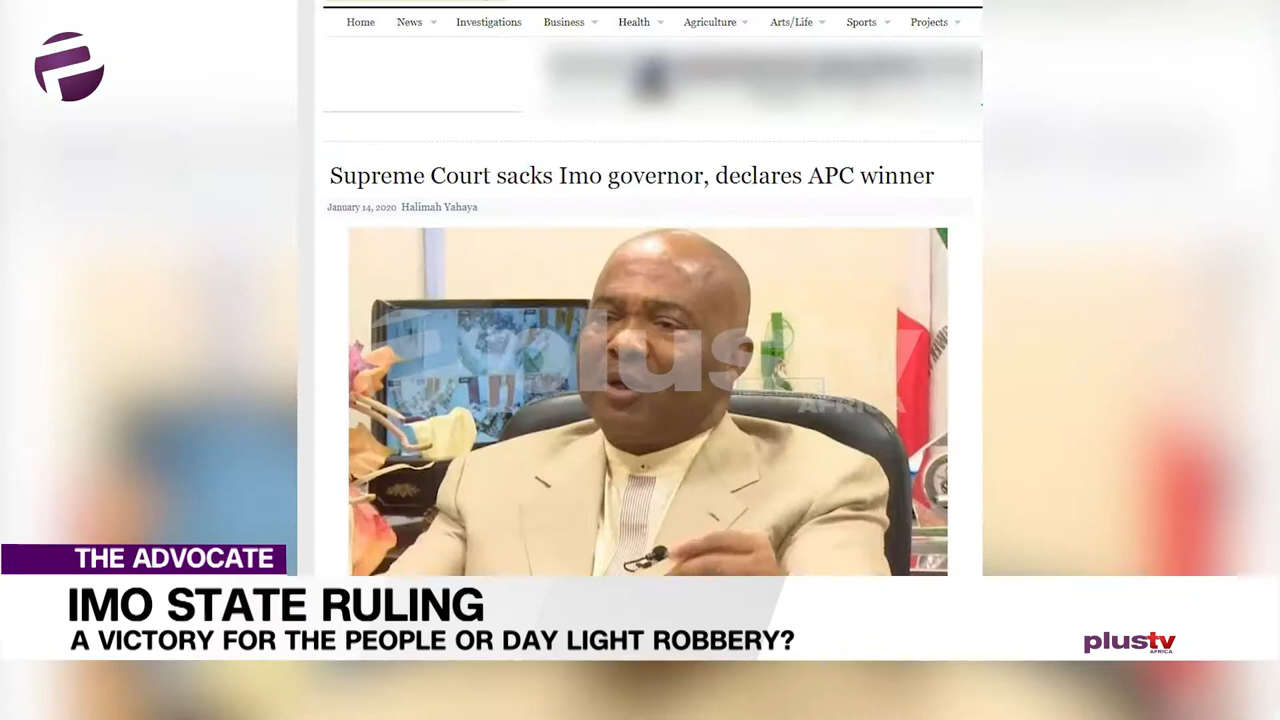 Home News Investigations Business Health Agriculture Arts/Life Sports Projects
Supreme Court sacks Imo governor, declares APC winner
January 14, 2020 Halimah Yahaya
plustv
AFRICA
THE ADVOCATE
IMO STATE RULING
A VICTORY FOR THE PEOPLE OR DAY LIGHT ROBBERY?
plustv
AFRICA